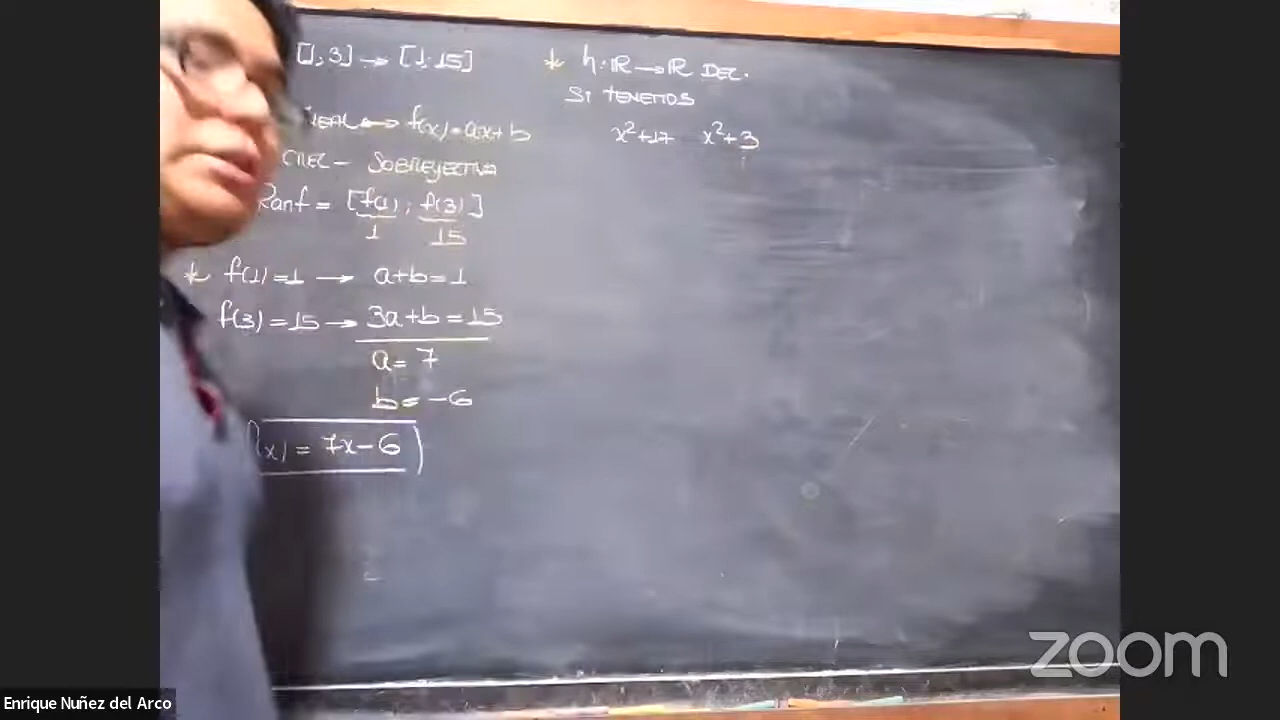 [1; 3] → [1; 15]
↔ f(x)=ax+b
CREC – SOBREYECTIVA
Ranf = [f(1) ; f(3)]
1 15
* f(1)=1 → a+b=1
f(3)=15 → 3a+b=15
a=7
b=-6
(x) = 7x-6
* h: ℝ → ℝ DEC.
SI TENEMOS
x²+17 x²+3
zoom
Enrique Nuñez del Arco